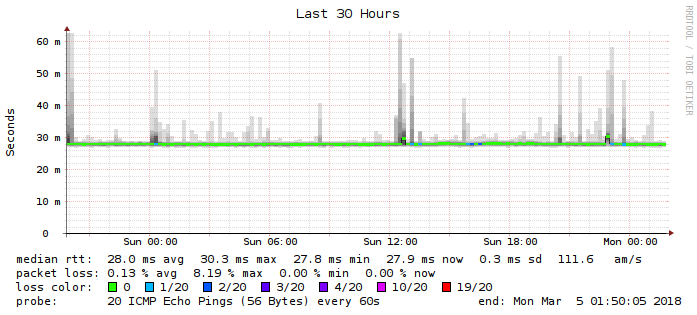 Last 30 Hours
RRDTOOL / TOBI OETIKER
Seconds
60 m
50 m
40 m
30 m
20 m
10 m
0
Sun 00:00 Sun 06:00 Sun 12:00 Sun 18:00 Mon 00:00
median rtt: 28.0 ms avg 30.3 ms max 27.8 ms min 27.9 ms now 0.3 ms sd 111.6 am/s
packet loss: 0.13 % avg 8.19 % max 0.00 % min 0.00 % now
loss color: 0 1/20 2/20 3/20 4/20 10/20 19/20
probe: 20 ICMP Echo Pings (56 Bytes) every 60s end: Mon Mar 5 01:50:05 2018